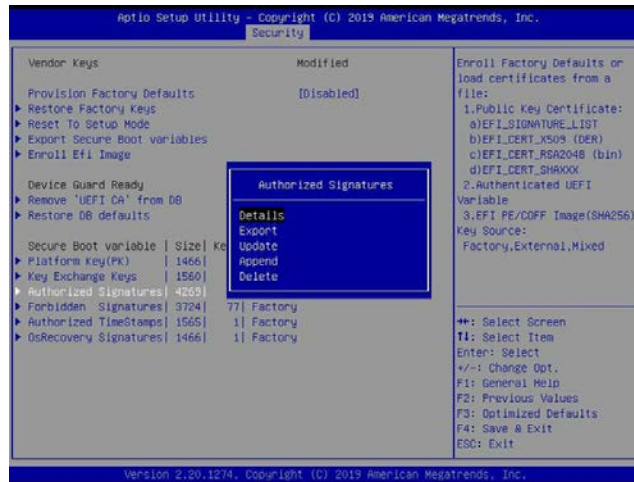 Aptio Setup Utility – Copyright (C) 2019 American Megatrends, Inc.
Security
Vendor Keys Modified
Provision Factory Defaults [Disabled]
Restore Factory Keys
Reset To Setup Mode
Export Secure Boot variables
Enroll Efi Image
Device Guard Ready
Remove 'UEFI CA' from DB
Restore DB defaults
Secure Boot variable | Size| Ke
Platform Key(PK) | 1466|
Key Exchange Keys | 1560|
Authorized Signatures| 4269|
Forbidden Signatures| 3724| 77| Factory
Authorized TimeStamps| 1565| 1| Factory
OsRecovery Signatures| 1466| 1| Factory
Authorized Signatures
Details
Export
Update
Append
Delete
Enroll Factory Defaults or
load certificates from a
file:
1.Public Key Certificate:
a)EFI_SIGNATURE_LIST
b)EFI_CERT_X509 (DER)
c)EFI_CERT_RSA2048 (bin)
d)EFI_CERT_SHAXXX
2.Authenticated UEFI
Variable
3.EFI PE/COFF Image(SHA256)
Key Source:
Factory,External,Mixed
→←: Select Screen
↑↓: Select Item
Enter: Select
+/-: Change Opt.
F1: General Help
F2: Previous Values
F3: Optimized Defaults
F4: Save & Exit
ESC: Exit
Version 2.20.1274. Copyright (C) 2019 American Megatrends, Inc.